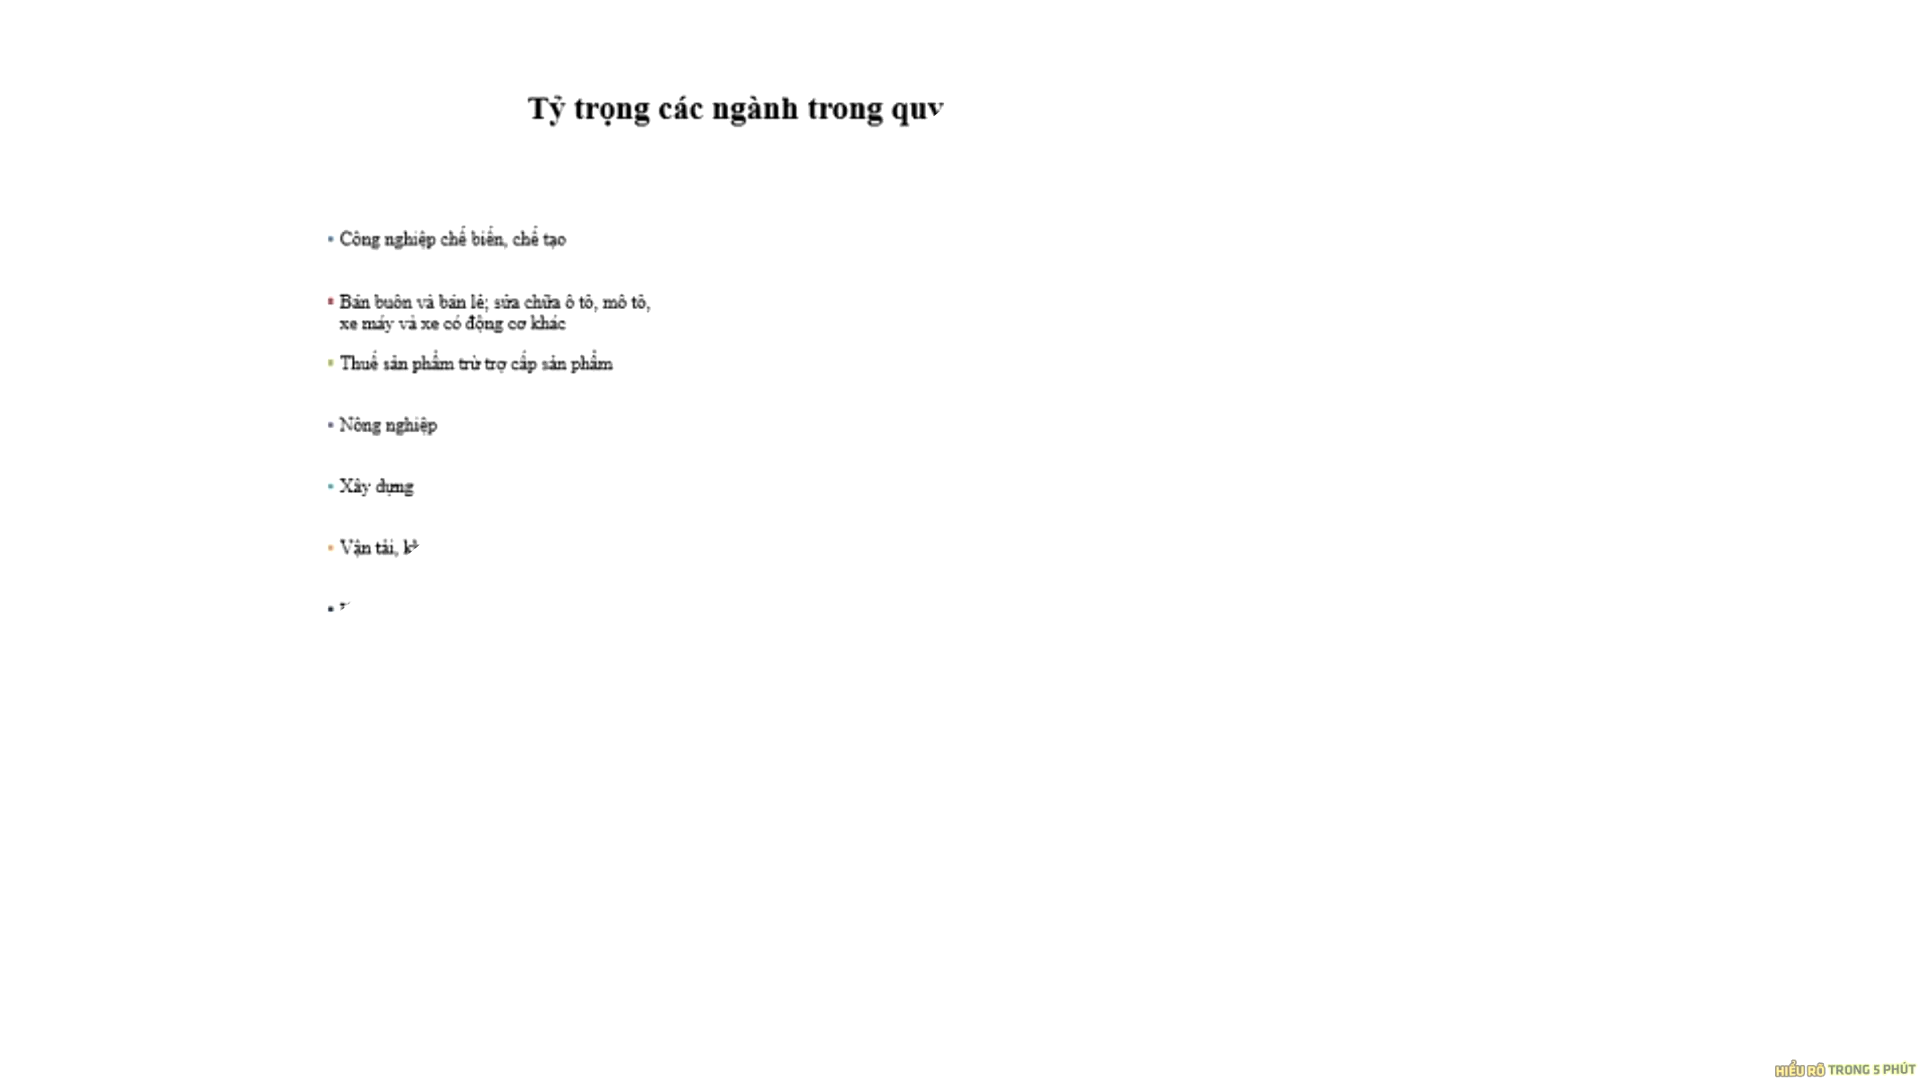 Tỷ trọng các ngành trong
Công nghiệp chế biến, chế tạo
Bán buôn và bán lẻ; sửa chữa ô tô, mô tô,
xe máy và xe có động cơ khác
Thuế sản phẩm trừ trợ cấp sản phẩm
Nông nghiệp
Xây dựng
Vận tải,
HIỂU RÕ TRONG 5 PHÚT